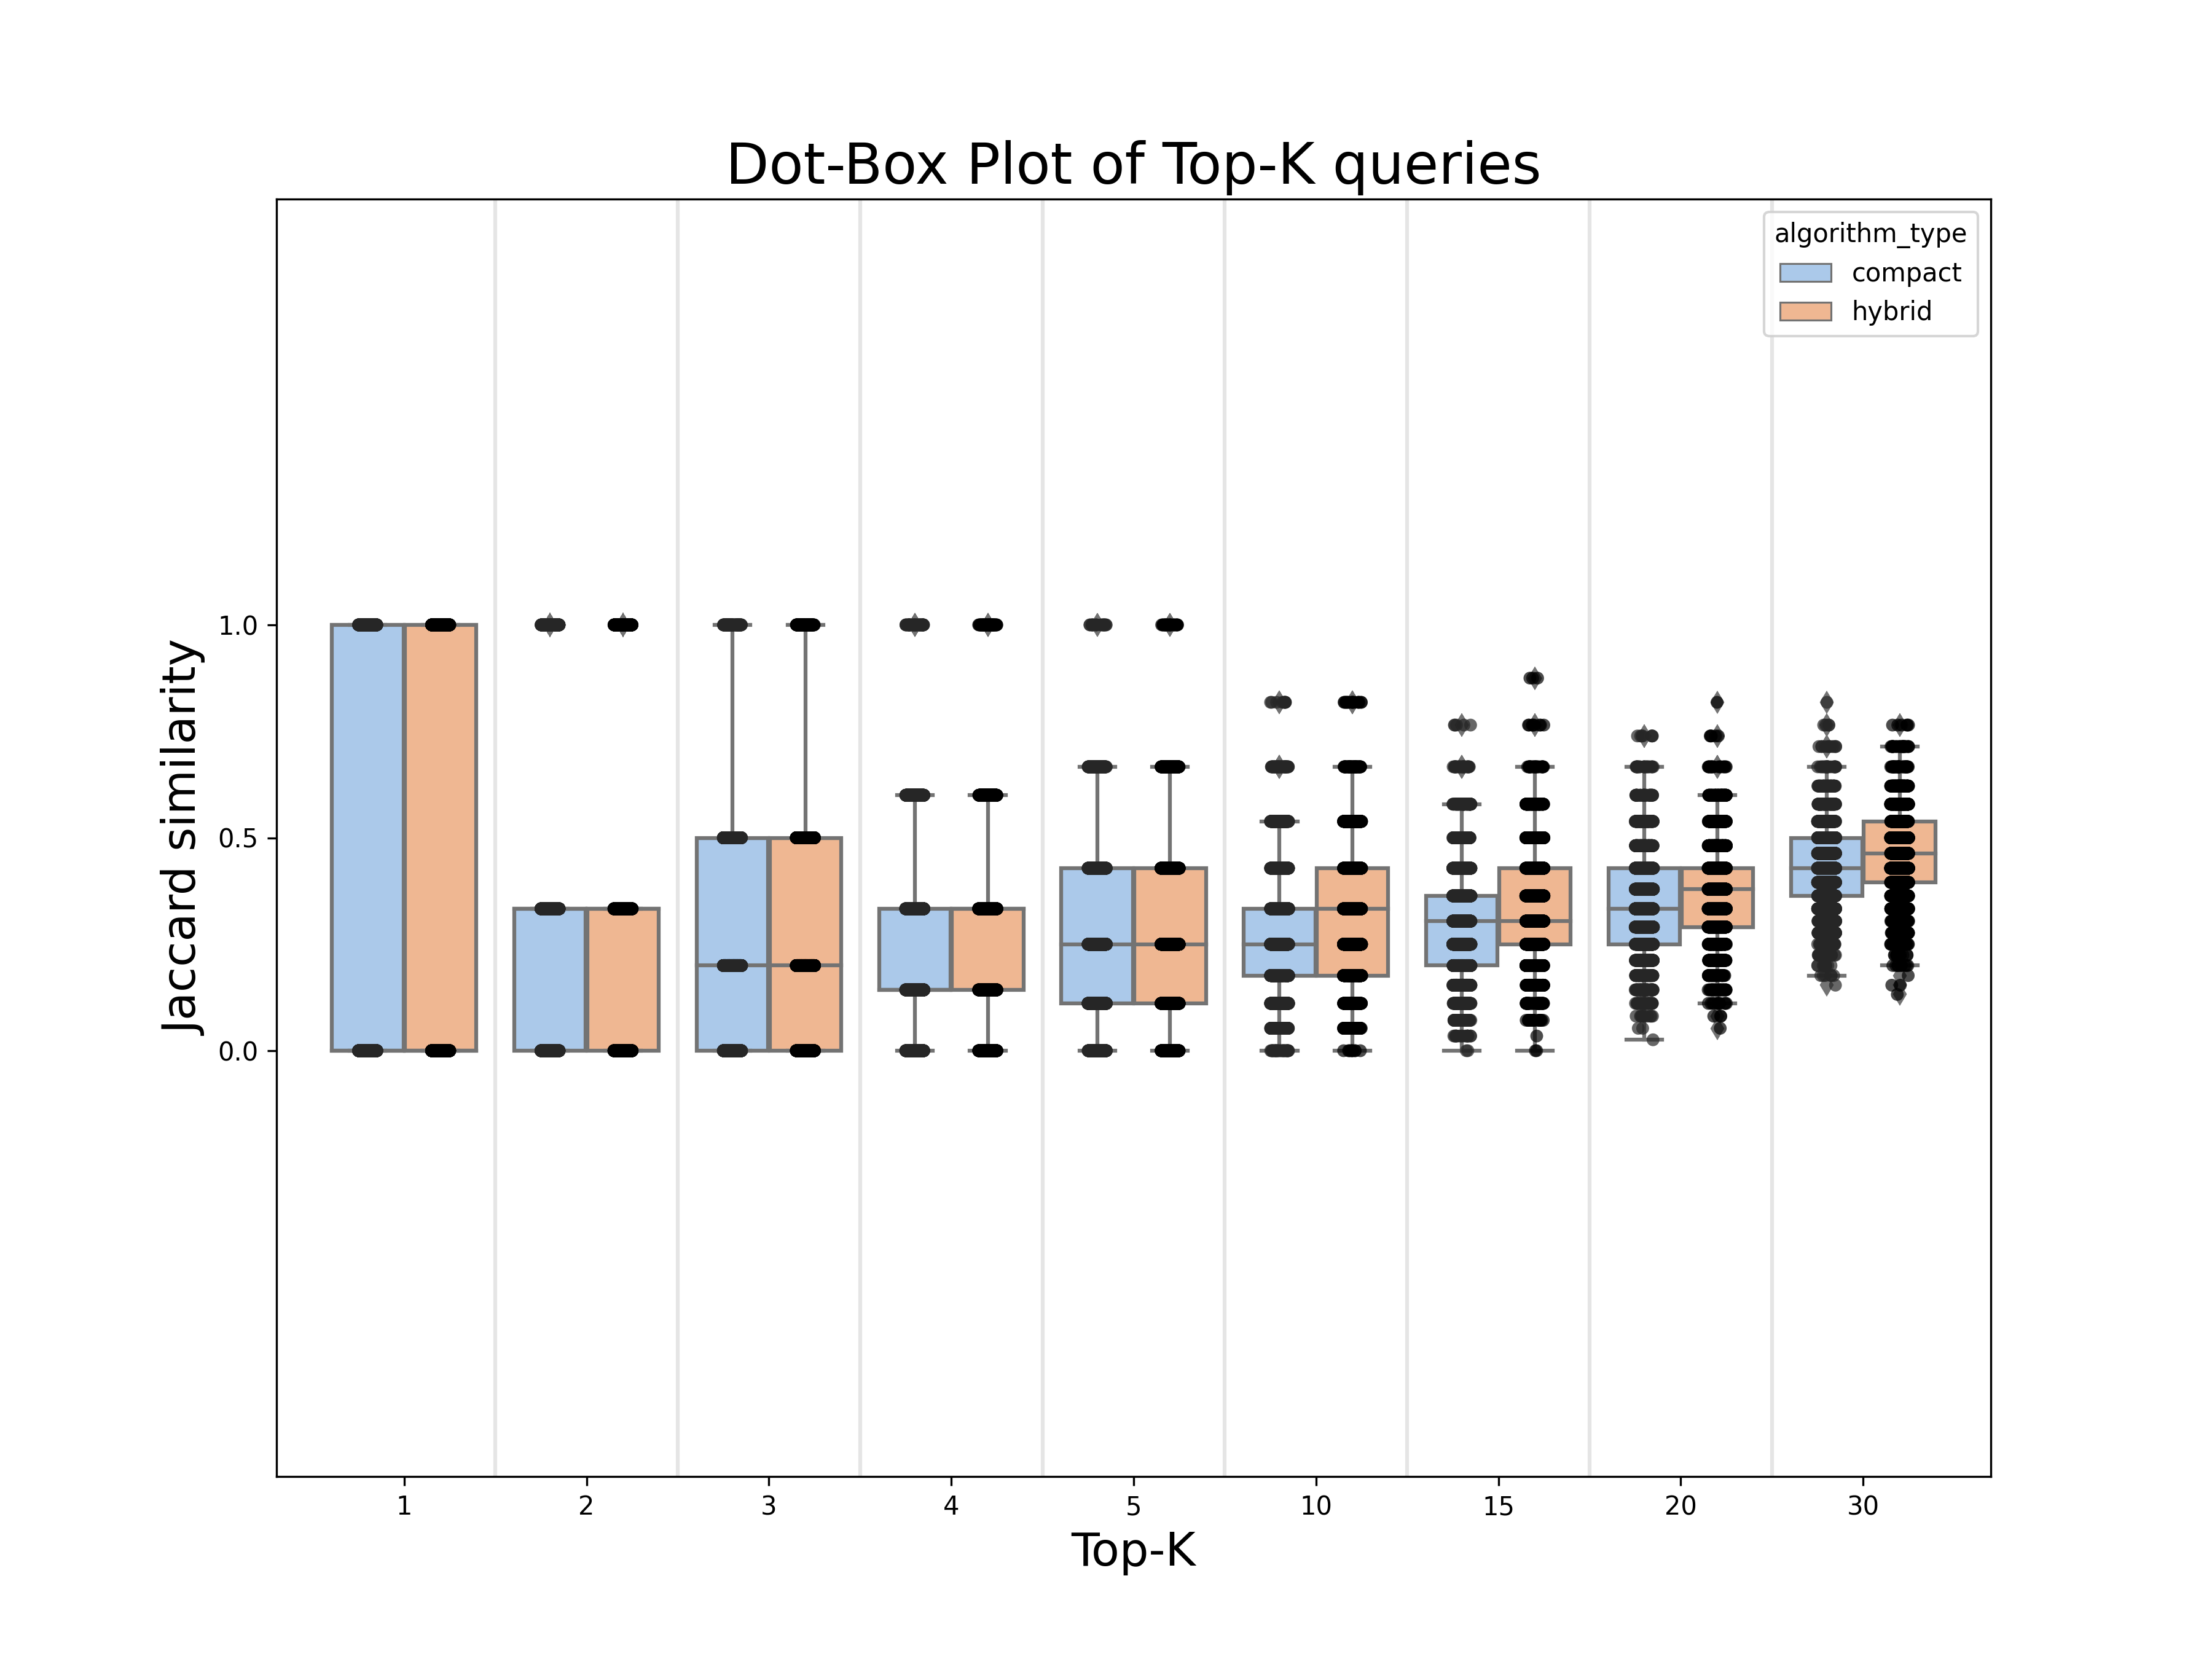 Dot-Box Plot of Top-K queries
algorithm_type
compact
hybrid
Jaccard similarity
1.0
0.5
0.0
1 2 3 4 5 10 15 20 30
Top-K